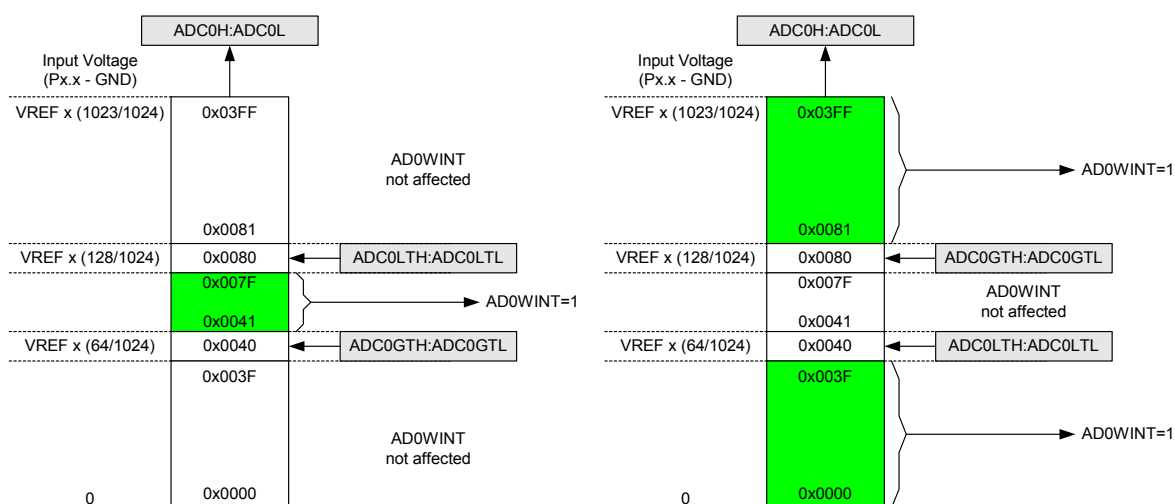 ADC0H:ADC0L
Input Voltage
(Px.x - GND)
VREF x (1023/1024)
0x03FF
AD0WINT
not affected
0x0081
VREF x (128/1024)
0x0080
ADC0LTH:ADC0LTL
0x007F
AD0WINT=1
0x0041
VREF x (64/1024)
0x0040
ADC0GTH:ADC0GTL
0x003F
AD0WINT
not affected
0
0x0000
ADC0H:ADC0L
Input Voltage
(Px.x - GND)
VREF x (1023/1024)
0x03FF
AD0WINT=1
0x0081
VREF x (128/1024)
0x0080
ADC0GTH:ADC0GTL
0x007F
AD0WINT
not affected
0x0041
VREF x (64/1024)
0x0040
ADC0LTH:ADC0LTL
0x003F
AD0WINT=1
0
0x0000